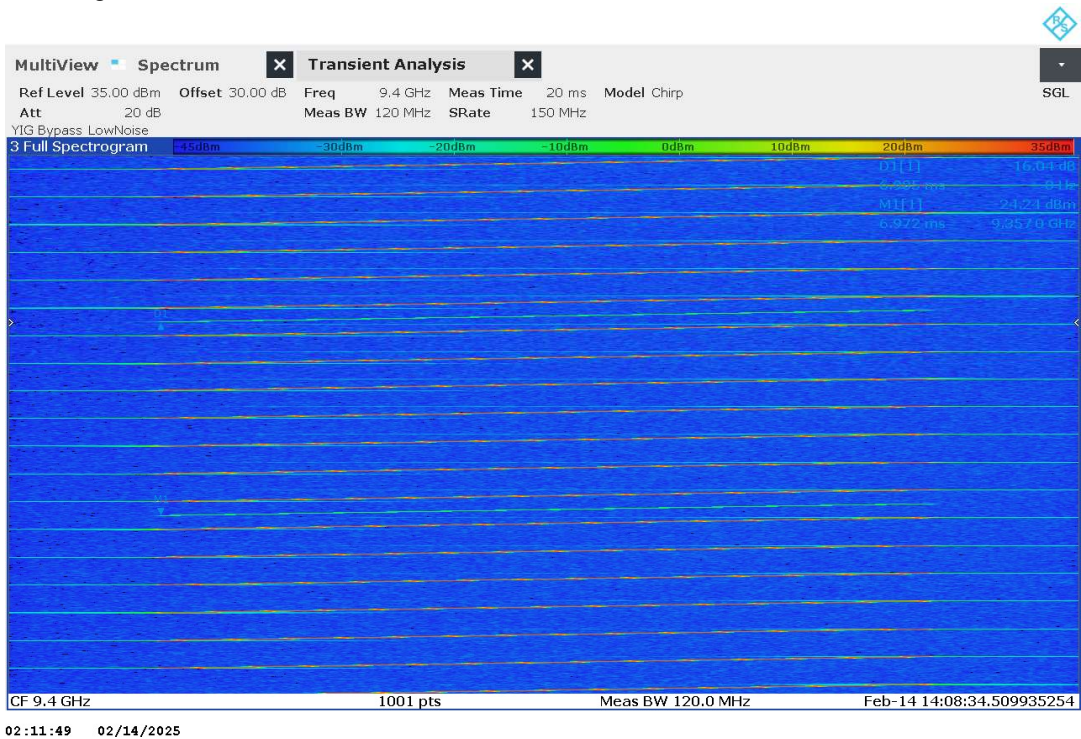 R
S
MultiView Spectrum X Transient Analysis X
Ref Level 35.00 dBm Offset 30.00 dB Freq 9.4 GHz Meas Time 20 ms Model Chirp SGL
Att 20 dB Meas BW 120 MHz SRate 150 MHz
YIG Bypass LowNoise
3 Full Spectrogram -45dBm -30dBm -20dBm -10dBm 0dBm 10dBm 20dBm 35dBm
D1[1] -16.04 dB
M1[1] -24.24 dBm
6.972 ms 9.3570 GHz
D1
M1
CF 9.4 GHz 1001 pts Meas BW 120.0 MHz Feb-14 14:08:34.509935254
02:11:49 02/14/2025